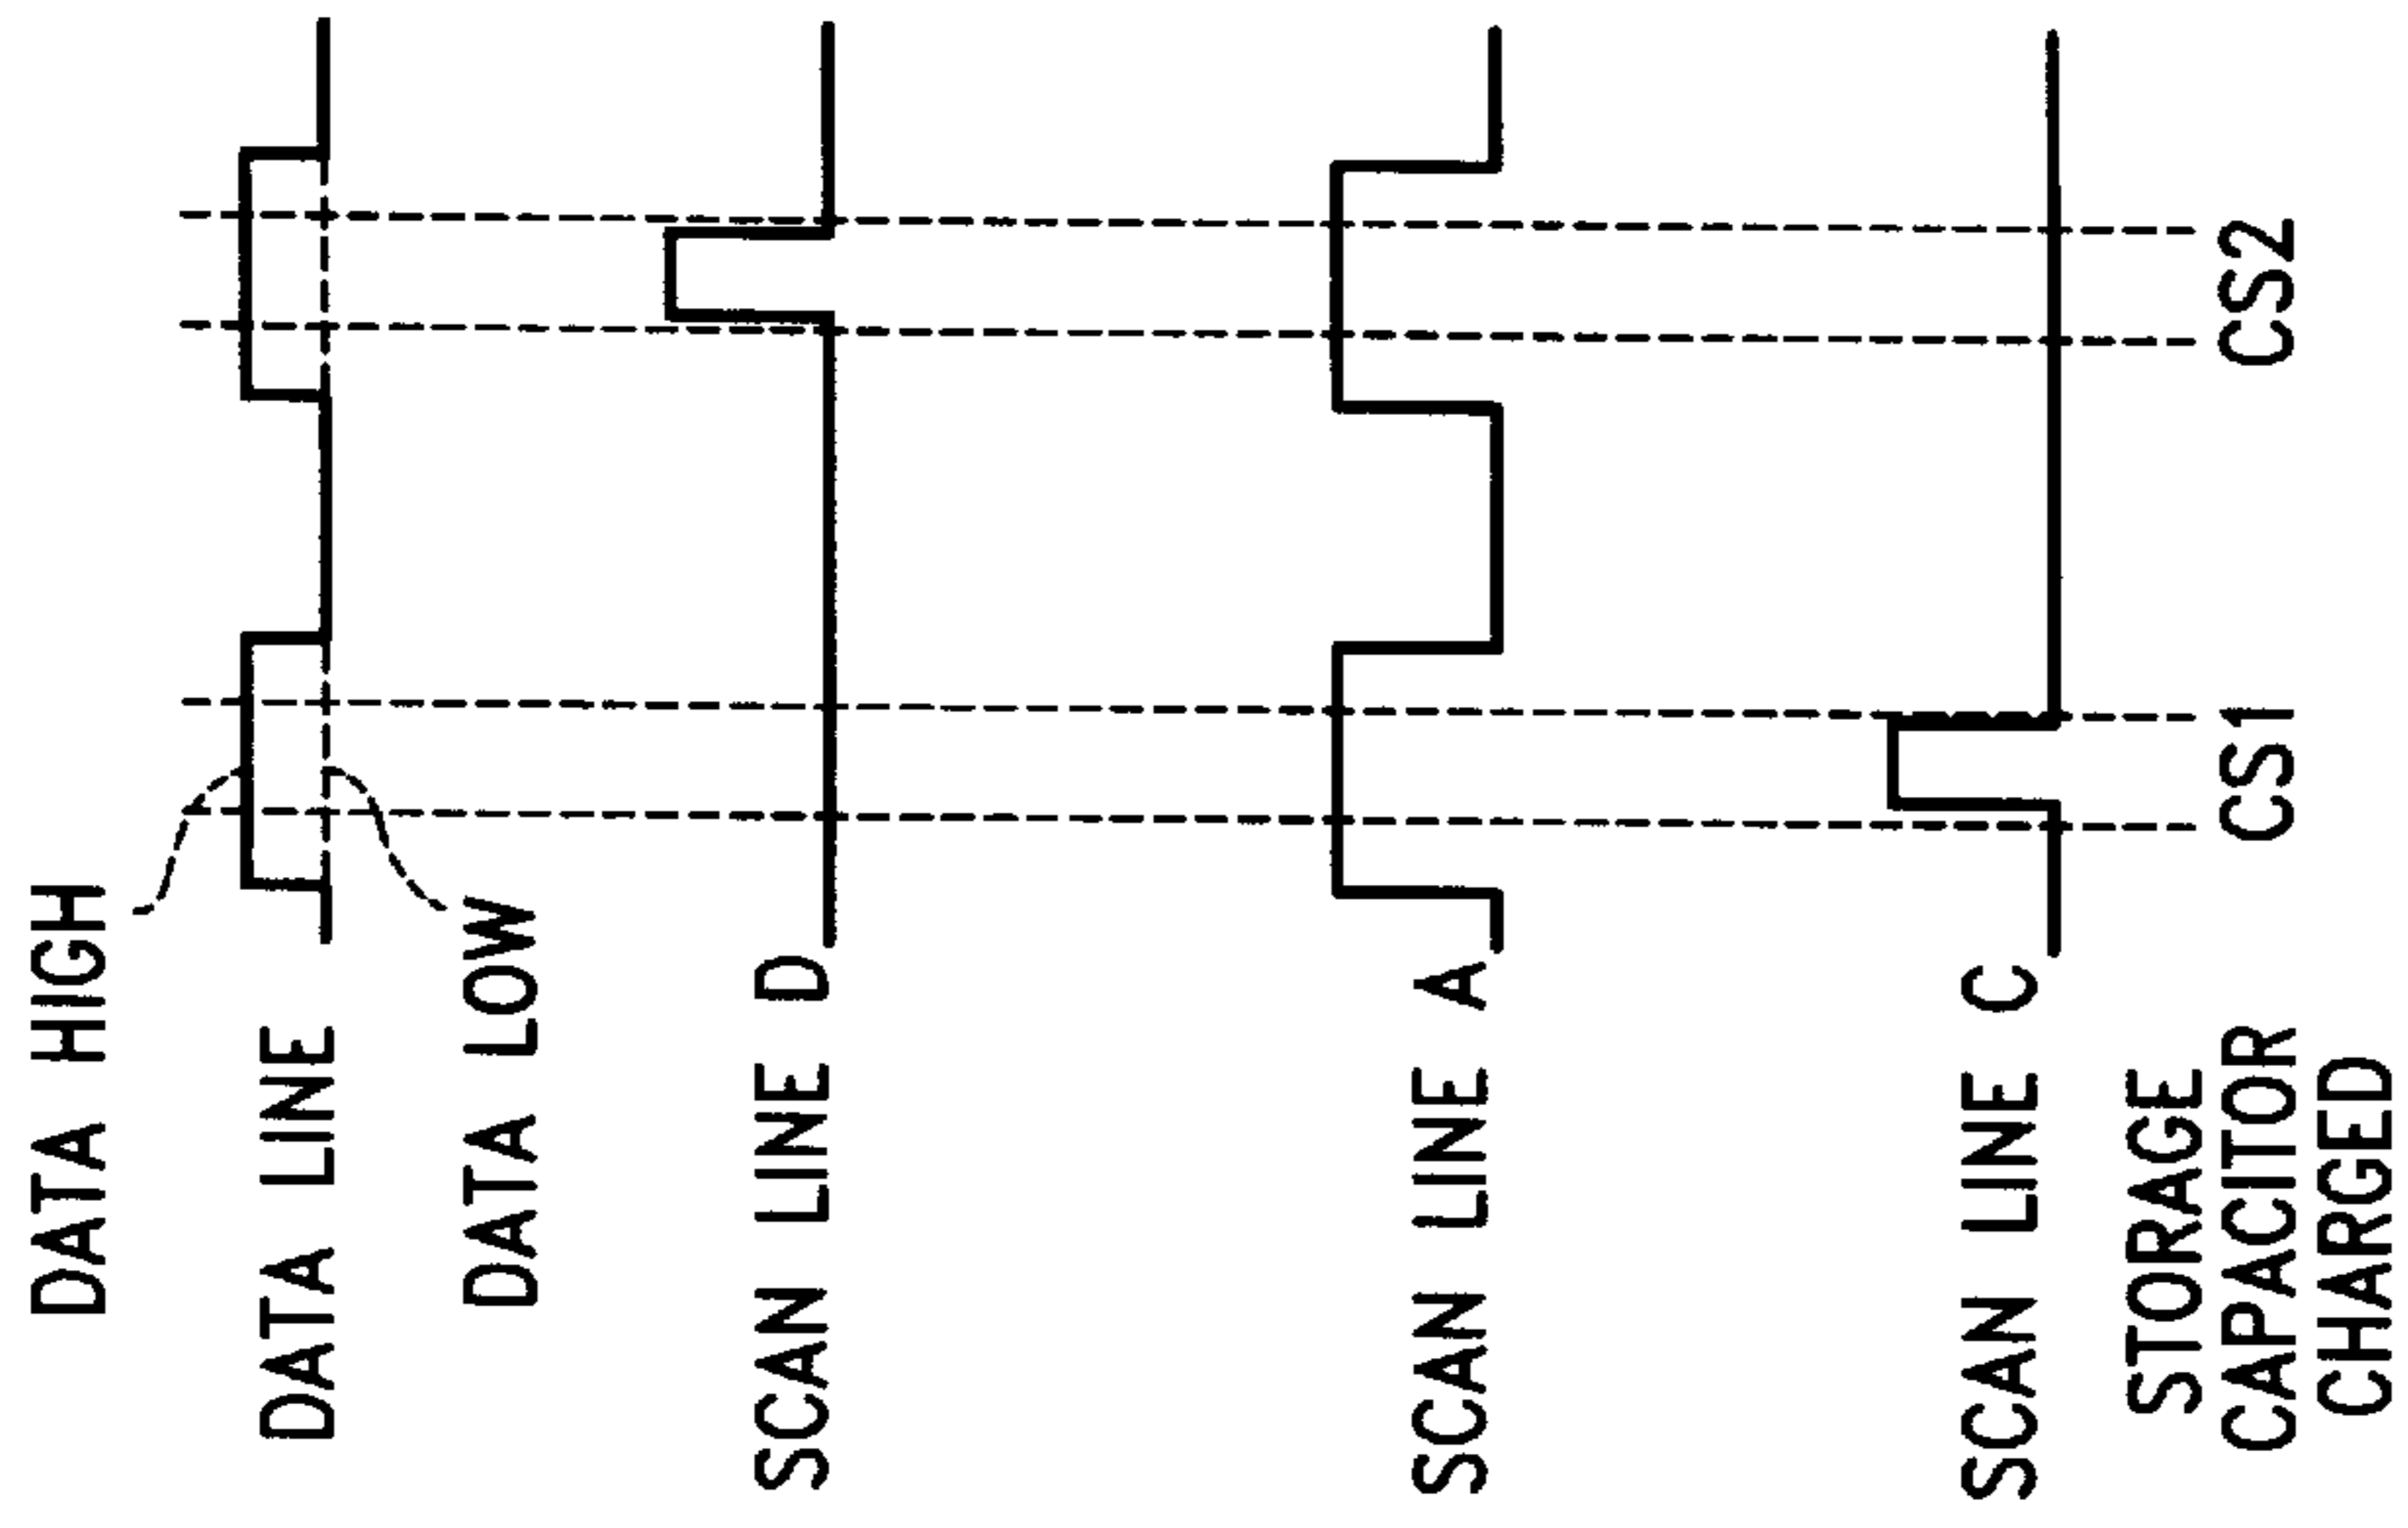 DATA HIGH
DATA LINE
DATA LOW
SCAN LINE D
SCAN LINE A
SCAN LINE C
STORAGE
CAPACITOR
CHARGED
CS1
CS2